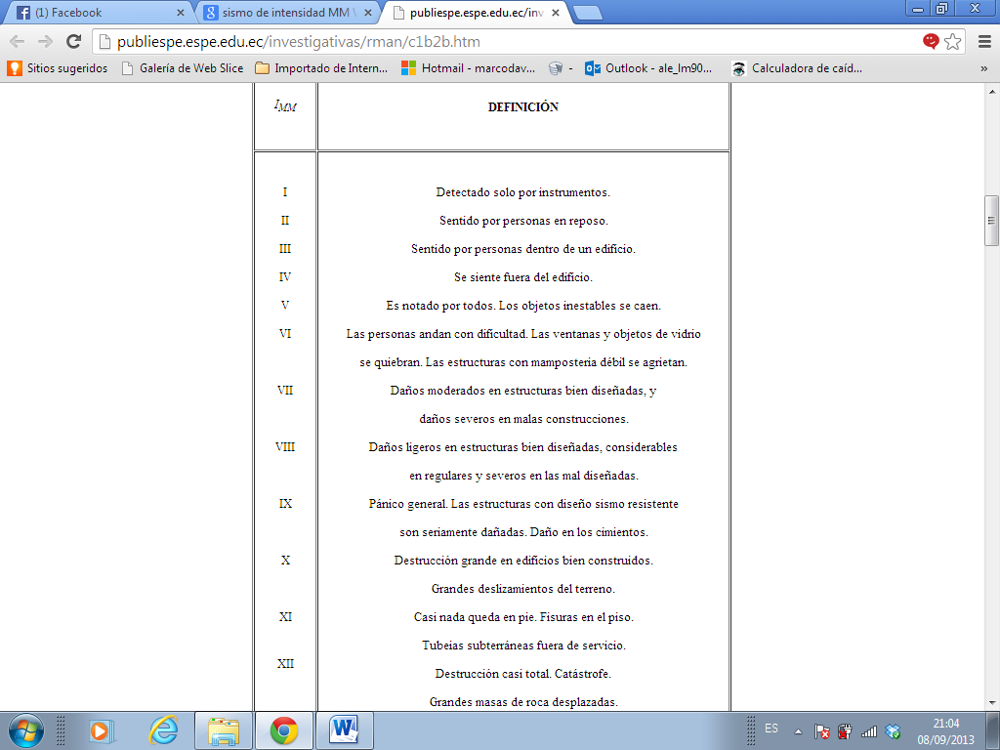 (1) Facebook
sismo de intensidad MM V
publiespe.espe.edu.ec/inv
publiespe.espe.edu.ec/investigativas/rman/c1b2b.htm
Sitios sugeridos
Galería de Web Slice
Importado de Intern...
Hotmail - marcodav...
-
Outlook - ale_lm90...
Calculadora de caíd...
»
IMM
DEFINICIÓN
I
Detectado solo por instrumentos.
II
Sentido por personas en reposo.
III
Sentido por personas dentro de un edificio.
IV
Se siente fuera del edificio.
V
Es notado por todos. Los objetos inestables se caen.
VI
Las personas andan con dificultad. Las ventanas y objetos de vidrio
se quiebran. Las estructuras con mampostería débil se agrietan.
VII
Daños moderados en estructuras bien diseñadas, y
daños severos en malas construcciones.
VIII
Daños ligeros en estructuras bien diseñadas, considerables
en regulares y severos en las mal diseñadas.
IX
Pánico general. Las estructuras con diseño sismo resistente
son seriamente dañadas. Daño en los cimientos.
X
Destrucción grande en edificios bien construidos.
Grandes deslizamientos del terreno.
XI
Casi nada queda en pie. Fisuras en el piso.
Tubeias subterráneas fuera de servicio.
XII
Destrucción casi total. Catástrofe.
Grandes masas de roca desplazadas.
ES
21:04
08/09/2013